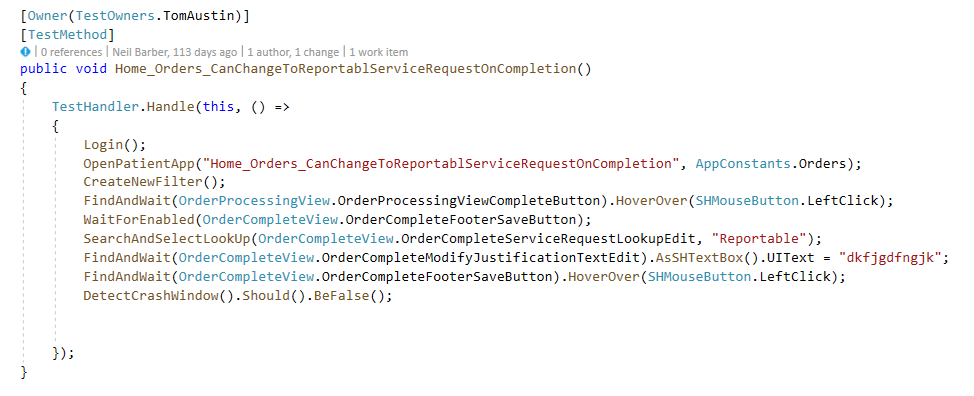 [Owner(TestOwners.TomAustin)]
[TestMethod]
| 0 references | Neil Barber, 113 days ago | 1 author, 1 change | 1 work item
public void Home_Orders_CanChangeToReportablServiceRequestOnCompletion()
{
TestHandler.Handle(this, () =>
{
Login();
OpenPatientApp("Home_Orders_CanChangeToReportablServiceRequestOnCompletion", AppConstants.Orders);
CreateNewFilter();
FindAndWait(OrderProcessingView.OrderProcessingViewCompleteButton).HoverOver(SHMouseButton.LeftClick);
WaitForEnabled(OrderCompleteView.OrderCompleteFooterSaveButton);
SearchAndSelectLookUp(OrderCompleteView.OrderCompleteServiceRequestLookupEdit, "Reportable");
FindAndWait(OrderCompleteView.OrderCompleteModifyJustificationTextEdit).AsSHTextBox().UIText = "dkfjgdfngjk";
FindAndWait(OrderCompleteView.OrderCompleteFooterSaveButton).HoverOver(SHMouseButton.LeftClick);
DetectCrashWindow().Should().BeFalse();
});
}